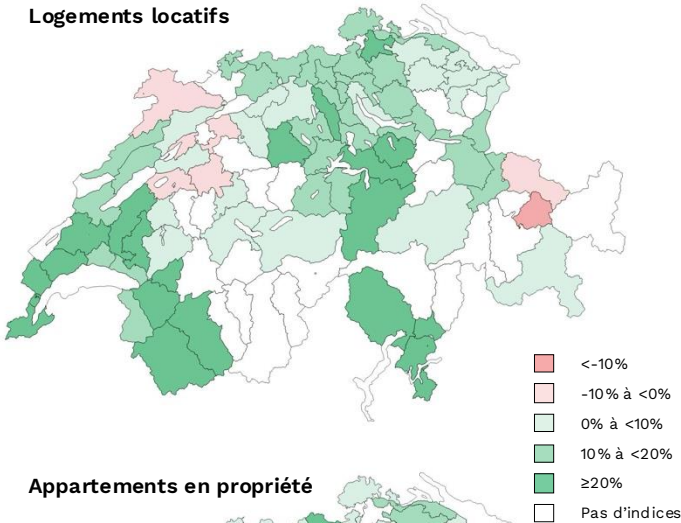 Logements locatifs
<-10%
-10% à <0%
0% à <10%
10% à <20%
≥20%
Pas d'indices
Appartements en propriété